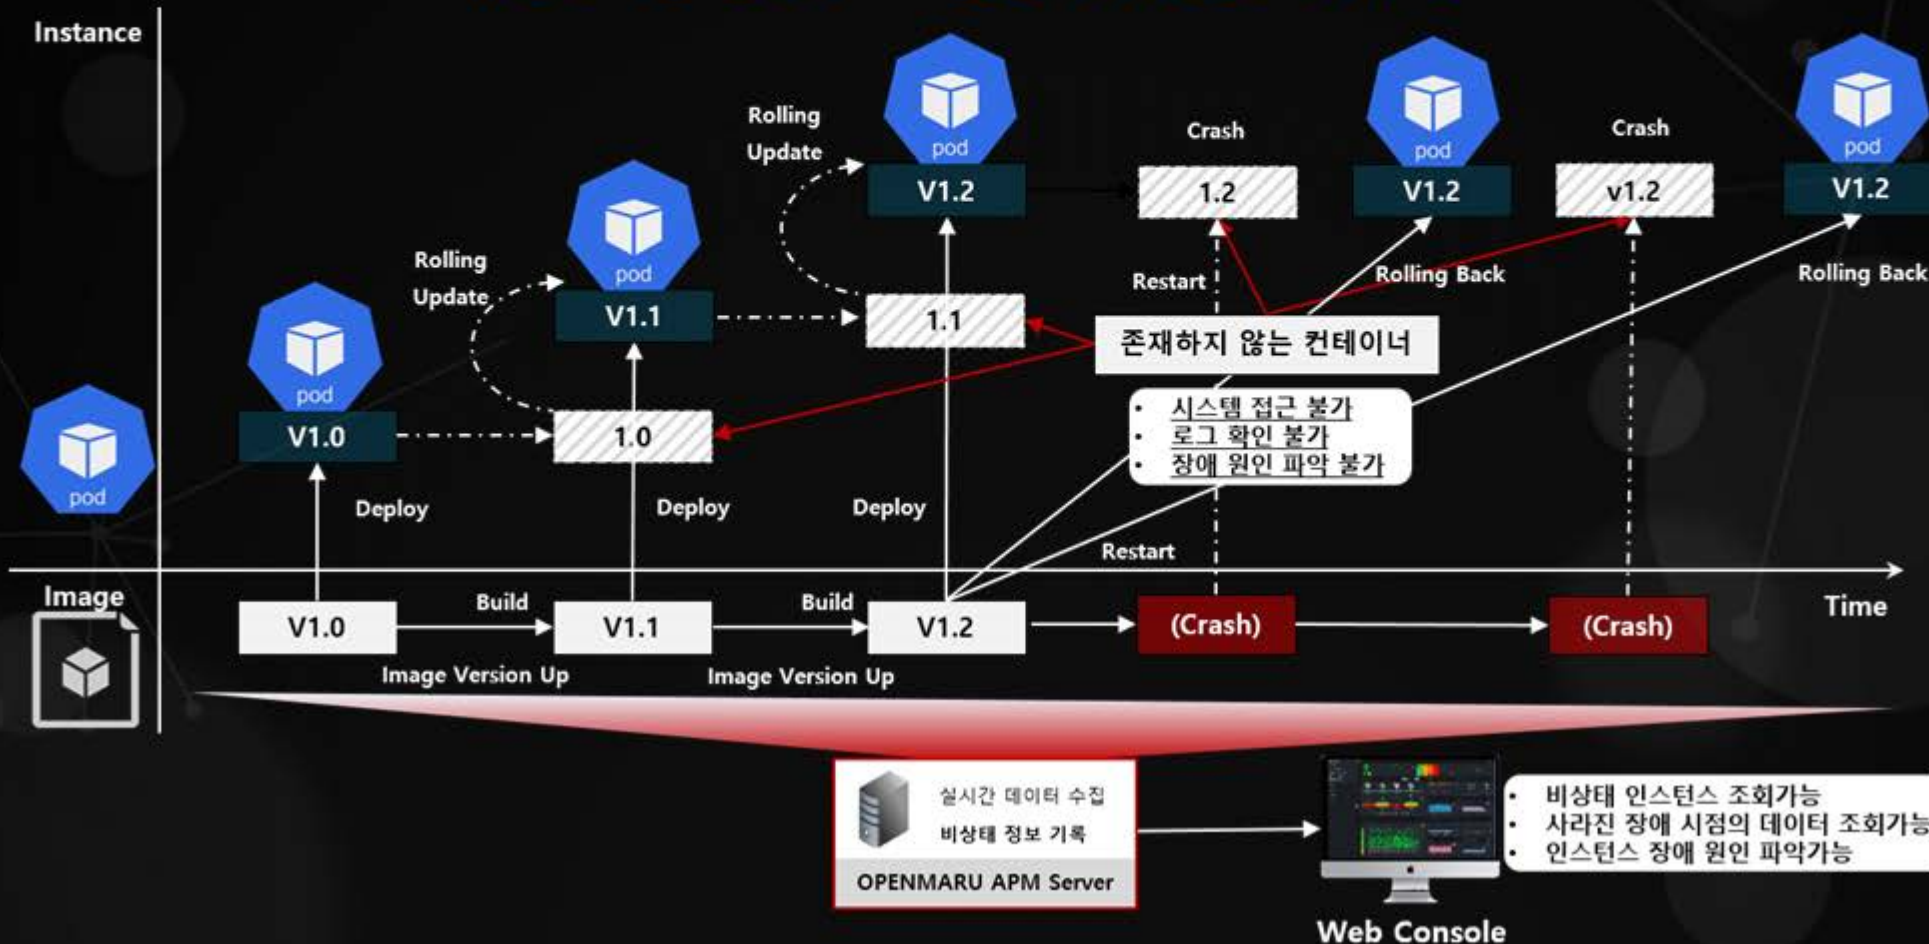 Instance
Rolling
Update
pod
V1.2
Crash
1.2
pod
V1.2
Crash
v1.2
pod
V1.2
Rolling
Update
pod
V1.1
1.1
Restart
Rolling Back
Rolling Back
존재하지 않는 컨테이너
pod
V1.0
1.0
• 시스템 접근 불가
• 로그 확인 불가
• 장애 원인 파악 불가
pod
Deploy
Deploy
Deploy
Restart
Image
V1.0
Build
V1.1
Build
V1.2
(Crash)
(Crash)
Time
Image Version Up
Image Version Up
실시간 데이터 수집
비상태 정보 기록
OPENMARU APM Server
• 비상태 인스턴스 조회가능
• 사라진 장애 시점의 데이터 조회가능
• 인스턴스 장애 원인 파악가능
Web Console